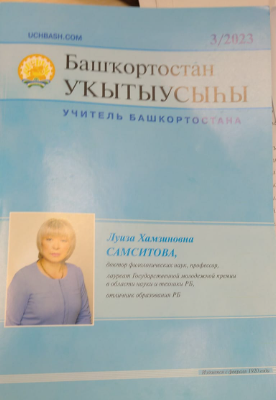 UCHBASH.COM
3/2023
Башҡортостан
УҠЫТЫУСЫҺЫ
УЧИТЕЛЬ БАШКОРТОСТАНА
Луиза Хамзиновна
САМСИТОВА,
доктор филологических наук, профессор,
лауреат Государственной молодежной премии
в области науки и техники РБ,
отличник образования РБ